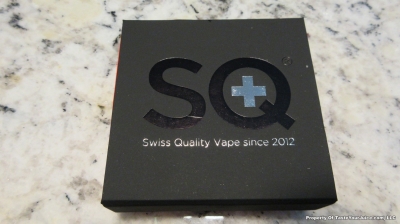 SQ
Swiss Quality Vape since 2012
Property Of TasteYourJuice.com, LLC